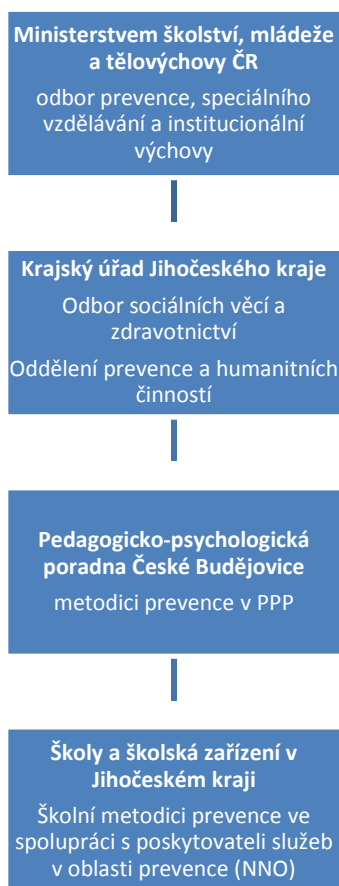 Ministerstvem školství, mládeže
a tělovýchovy ČR
odbor prevence, speciálního
vzdělávání a institucionální
výchovy
Krajský úřad Jihočeského kraje
Odbor sociálních věcí a
zdravotnictví
Oddělení prevence a humanitních
činností
Pedagogicko-psychologická
poradna České Budějovice
metodici prevence v PPP
Školy a školská zařízení v
Jihočeském kraji
Školní metodici prevence ve
spolupráci s poskytovateli služeb
v oblasti prevence (NNO)